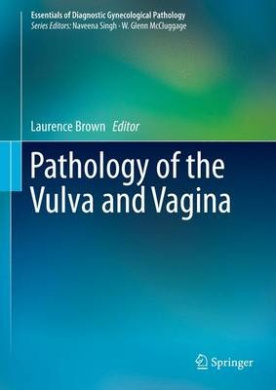 Essentials of Diagnostic Gynecological Pathology
Series Editors: Naveena Singh · W. Glenn McCluggage
Laurence Brown Editor
Pathology of the
Vulva and Vagina
Springer